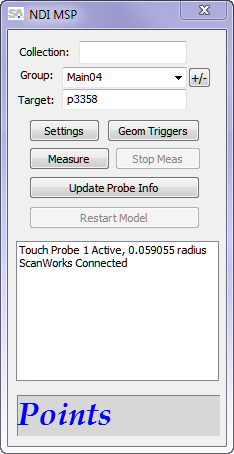 SA NDI MSP
Collection:
Group: Main04 +/-
Target: p3358
Settings Geom Triggers
Measure Stop Meas
Update Probe Info
Restart Model
Touch Probe 1 Active, 0.059055 radius
ScanWorks Connected
Points